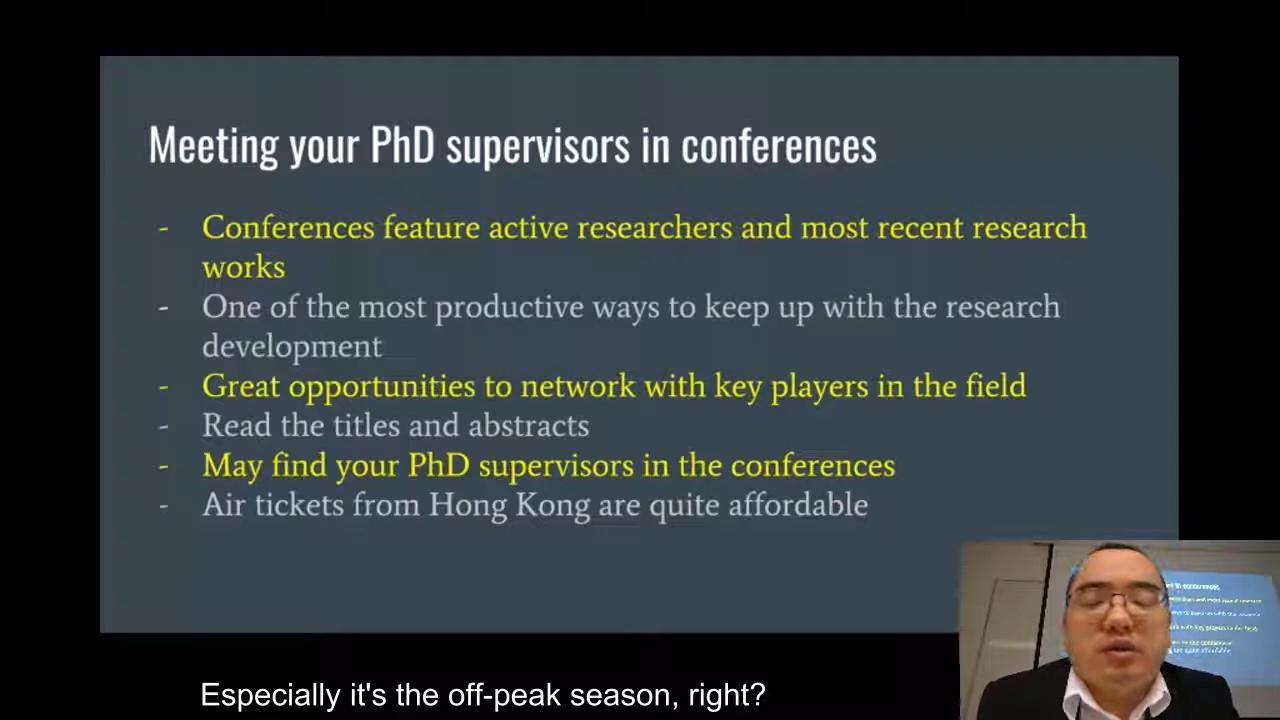 Meeting your PhD supervisors in conferences
- Conferences feature active researchers and most recent research
works
- One of the most productive ways to keep up with the research
development
- Great opportunities to network with key players in the field
- Read the titles and abstracts
- May find your PhD supervisors in the conferences
- Air tickets from Hong Kong are quite affordable
Especially it's the off-peak season, right?